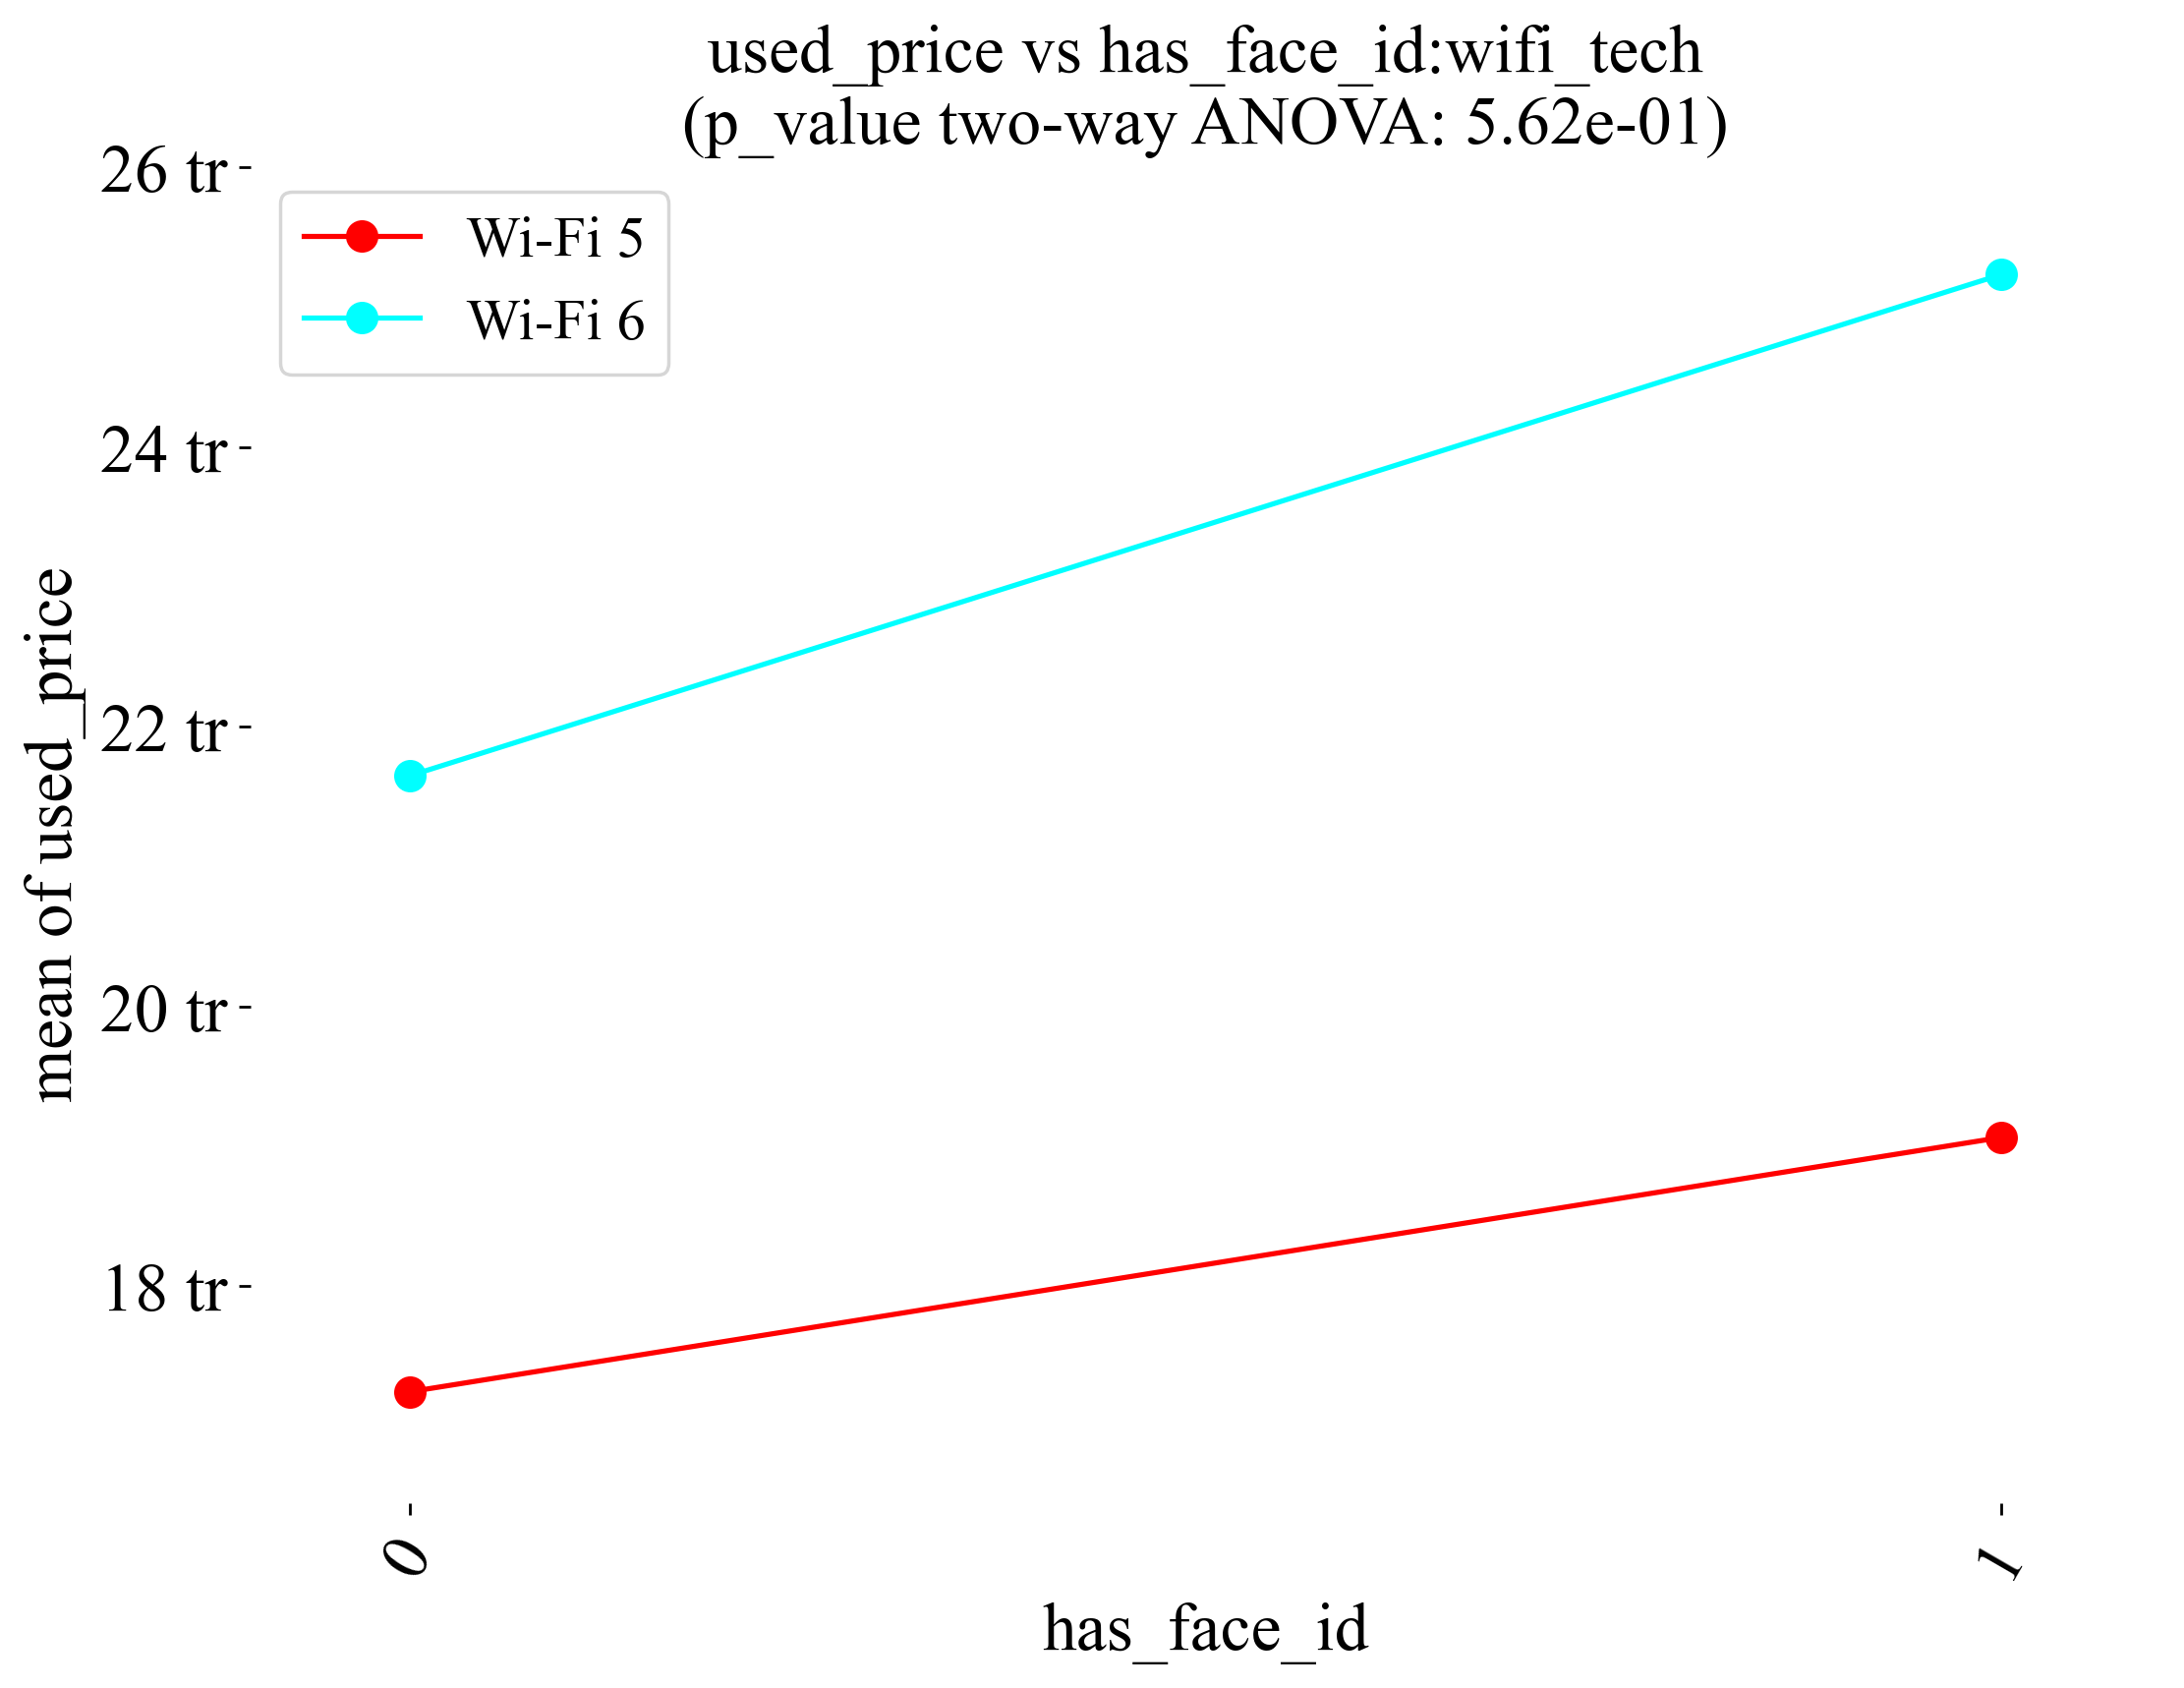 used_price vs has_face_id:wifi_tech
(p_value two-way ANOVA: 5.62e-01)
26 tr
Wi-Fi 5
Wi-Fi 6
24 tr
22 tr
20 tr
18 tr
mean of used_price
0
1
has_face_id